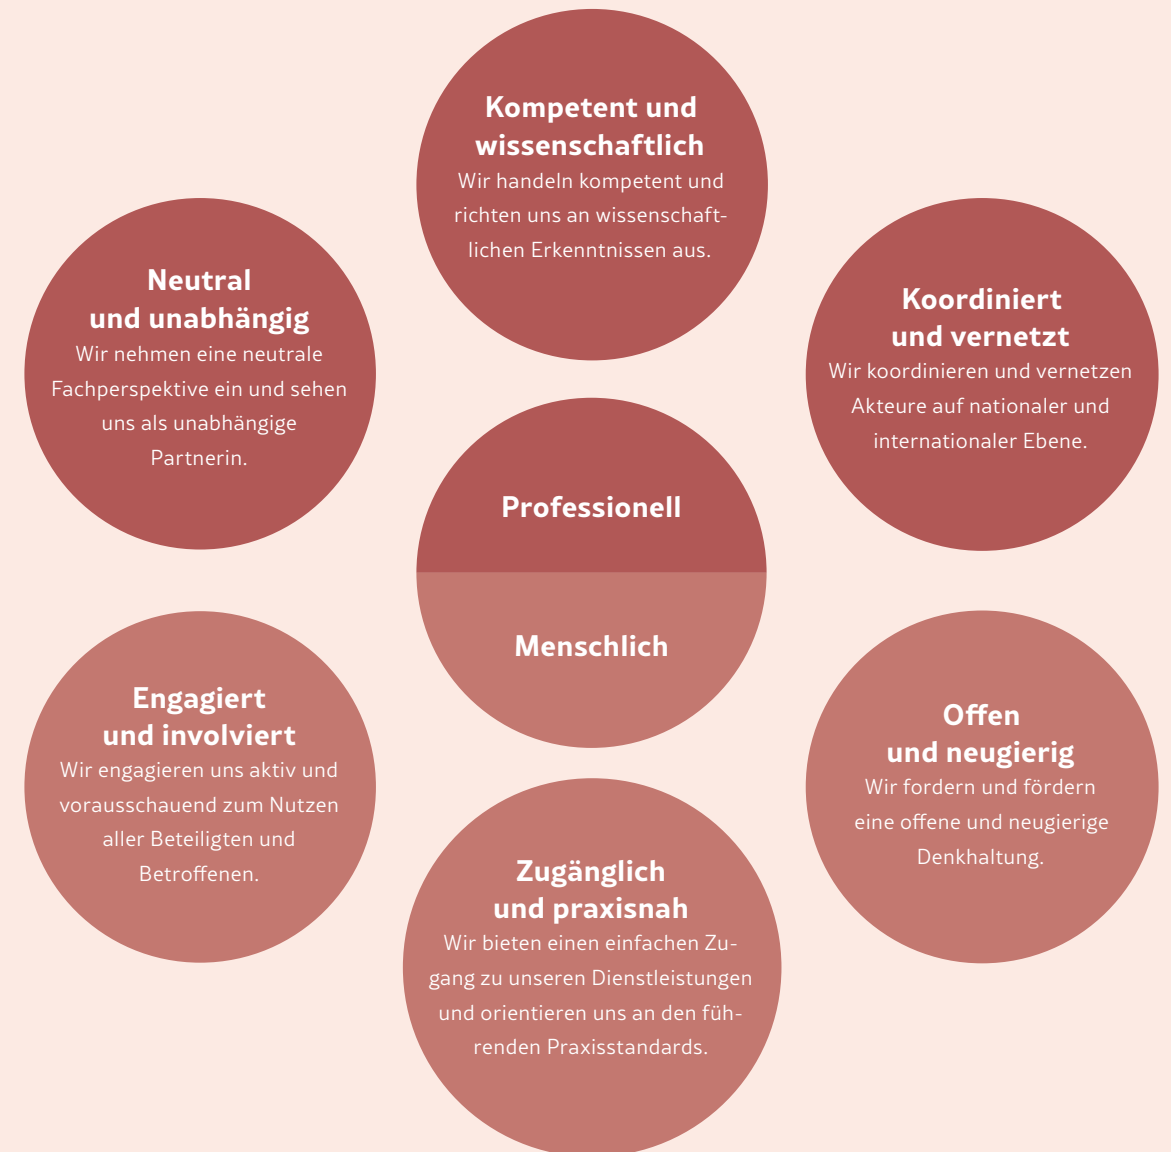 Kompetent und
wissenschaftlich
Wir handeln kompetent und
richten uns an wissenschaft-
lichen Erkenntnissen aus.
Neutral
und unabhängig
Wir nehmen eine neutrale
Fachperspektive ein und sehen
uns als unabhängige
Partnerin.
Koordiniert
und vernetzt
Wir koordinieren und vernetzen
Akteure auf nationaler und
internationaler Ebene.
Professionell
Menschlich
Engagiert
und involviert
Wir engagieren uns aktiv und
vorausschauend zum Nutzen
aller Beteiligten und
Betroffenen.
Offen
und neugierig
Wir fordern und fördern
eine offene und neugierige
Denkhaltung.
Zugänglich
und praxisnah
Wir bieten einen einfachen Zu-
gang zu unseren Dienstleistungen
und orientieren uns an den füh-
renden Praxisstandards.